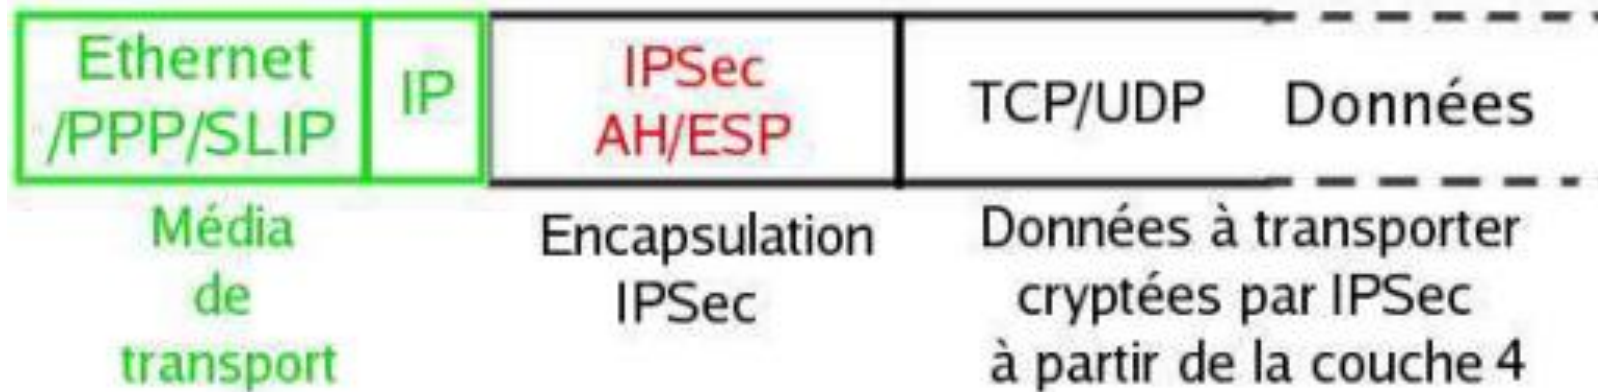 Ethernet
/PPP/SLIP
IP
IPSec
AH/ESP
TCP/UDP
Données
Média
de
transport
Encapsulation
IPSec
Données à transporter
cryptées par IPSec
à partir de la couche 4